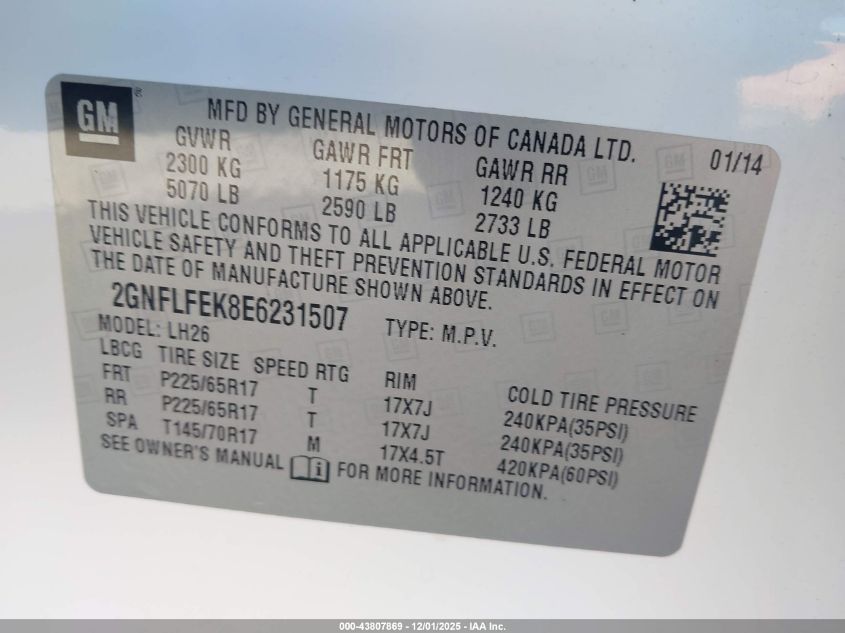 GM
MFD BY GENERAL MOTORS OF CANADA LTD. 01/14
GVWR GAWR FRT GAWR RR
2300 KG 1175 KG 1240 KG
5070 LB 2590 LB 2733 LB
THIS VEHICLE CONFORMS TO ALL APPLICABLE U.S. FEDERAL MOTOR
VEHICLE SAFETY AND THEFT PREVENTION STANDARDS IN EFFECT ON
THE DATE OF MANUFACTURE SHOWN ABOVE.
2GNFLFEK8E6231507 TYPE: M.P.V.
MODEL: LH26
LBCG TIRE SIZE SPEED RTG RIM COLD TIRE PRESSURE
FRT P225/65R17 T 17X7J 240KPA(35PSI)
RR P225/65R17 T 17X7J 240KPA(35PSI)
SPA T145/70R17 M 17X4.5T 420KPA(60PSI)
SEE OWNER'S MANUAL FOR MORE INFORMATION.
000-43807869 - 12/01/2025 - IAA Inc.